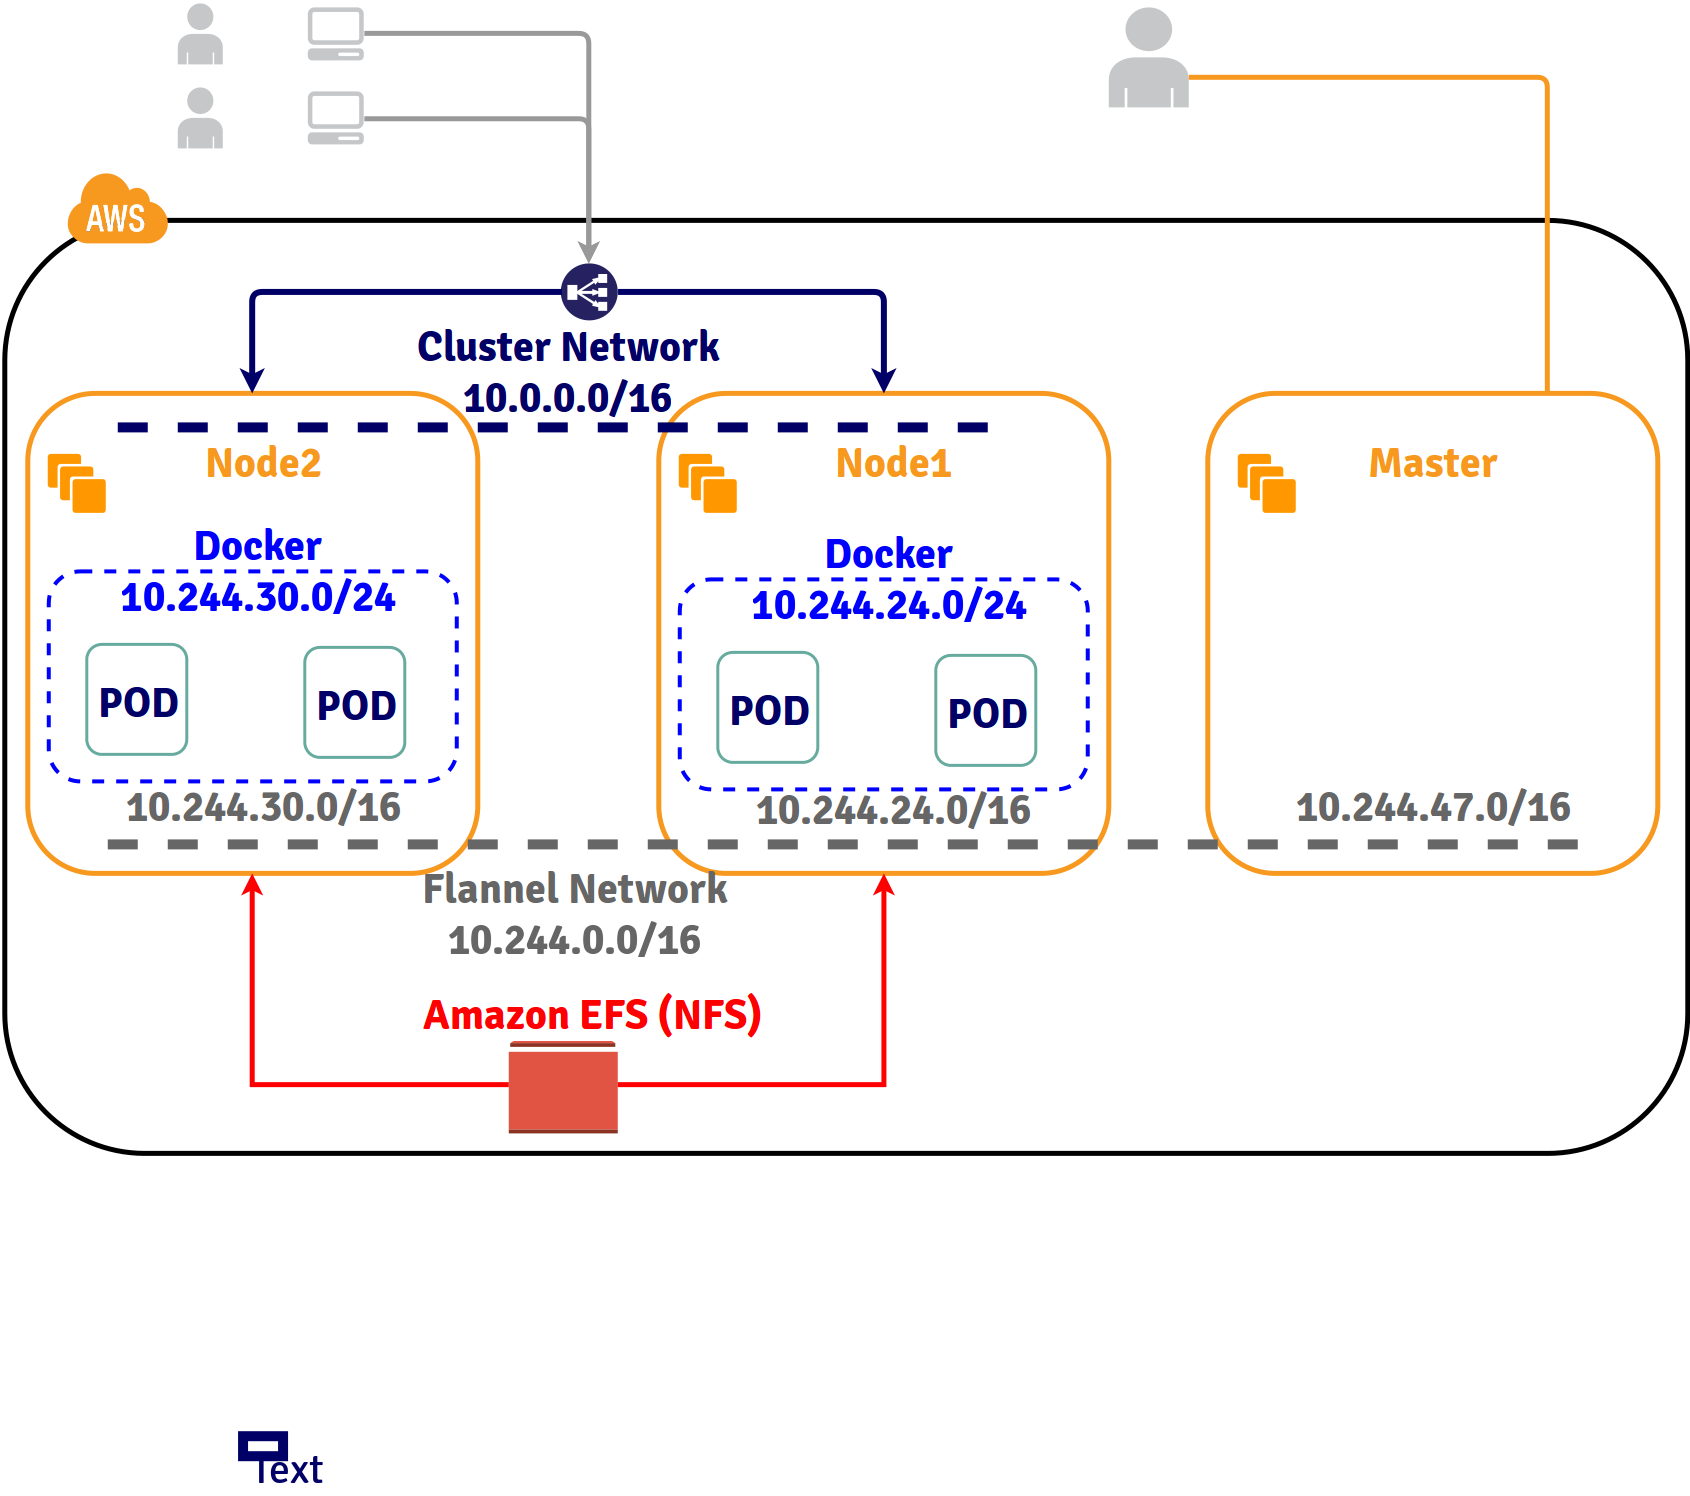 AWS
Cluster Network
10.0.0.0/16
Node2
Node1
Master
Docker
10.244.30.0/24
POD
POD
10.244.30.0/16
Docker
10.244.24.0/24
POD
POD
10.244.24.0/16
10.244.47.0/16
Flannel Network
10.244.0.0/16
Amazon EFS (NFS)
Text